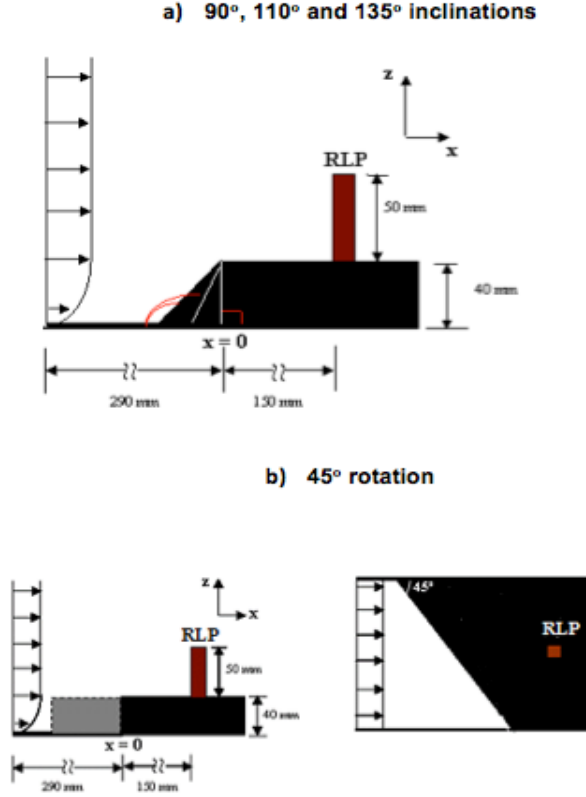 a) 90°, 110° and 135° inclinations
z
x
RLP
50 mm
40 mm
x = 0
290 mm
150 mm
b) 45° rotation
z
x
RLP
50 mm
40 mm
x = 0
290 mm
150 mm
45°
RLP